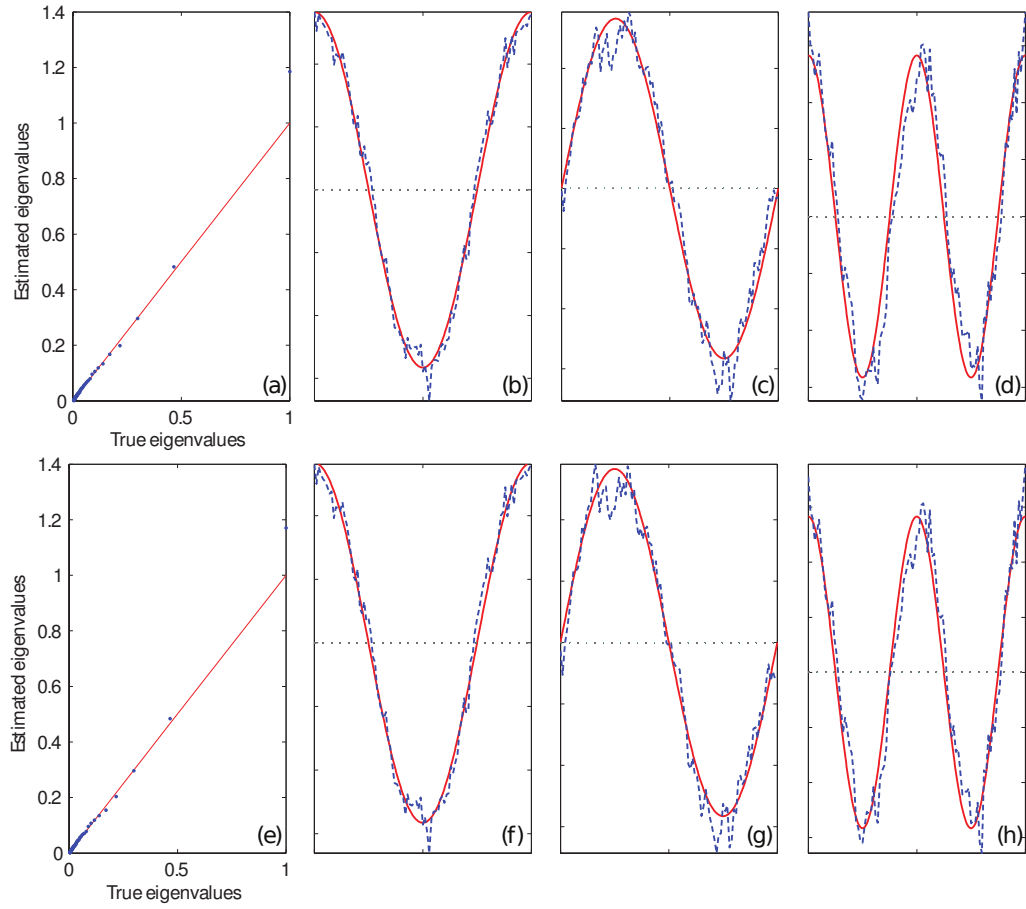 1.4
1.2
1
0.8
0.6
0.4
0.2
0
Estimated eigenvalues
0
0.5
1
True eigenvalues
(a)
(b)
(c)
(d)
1.4
1.2
1
0.8
0.6
0.4
0.2
0
Estimated eigenvalues
0
0.5
1
True eigenvalues
(e)
(f)
(g)
(h)